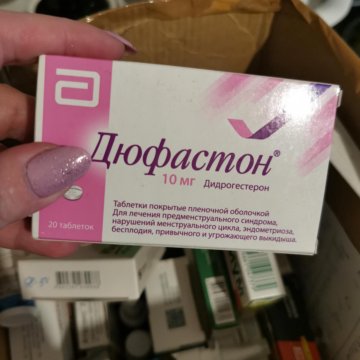 Дюфастон®
10 мг Дидрогестерон
Таблетки покрытые пленочной оболочкой
Для лечения предменструального синдрома,
нарушений менструального цикла, эндометриоза,
бесплодия, привычного и угрожающего выкидыша.
20 таблеток